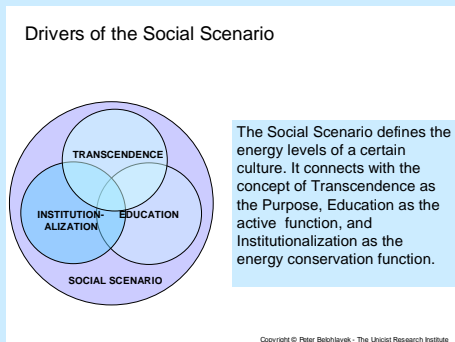 Drivers of the Social Scenario
TRANSCENDENCE
INSTITUTION-
ALIZATION
EDUCATION
SOCIAL SCENARIO
The Social Scenario defines the
energy levels of a certain
culture. It connects with the
concept of Transcendence as
the Purpose, Education as the
active function, and
Institutionalization as the
energy conservation function.
Copyright © Peter Belohlavek - The Unicist Research Institute